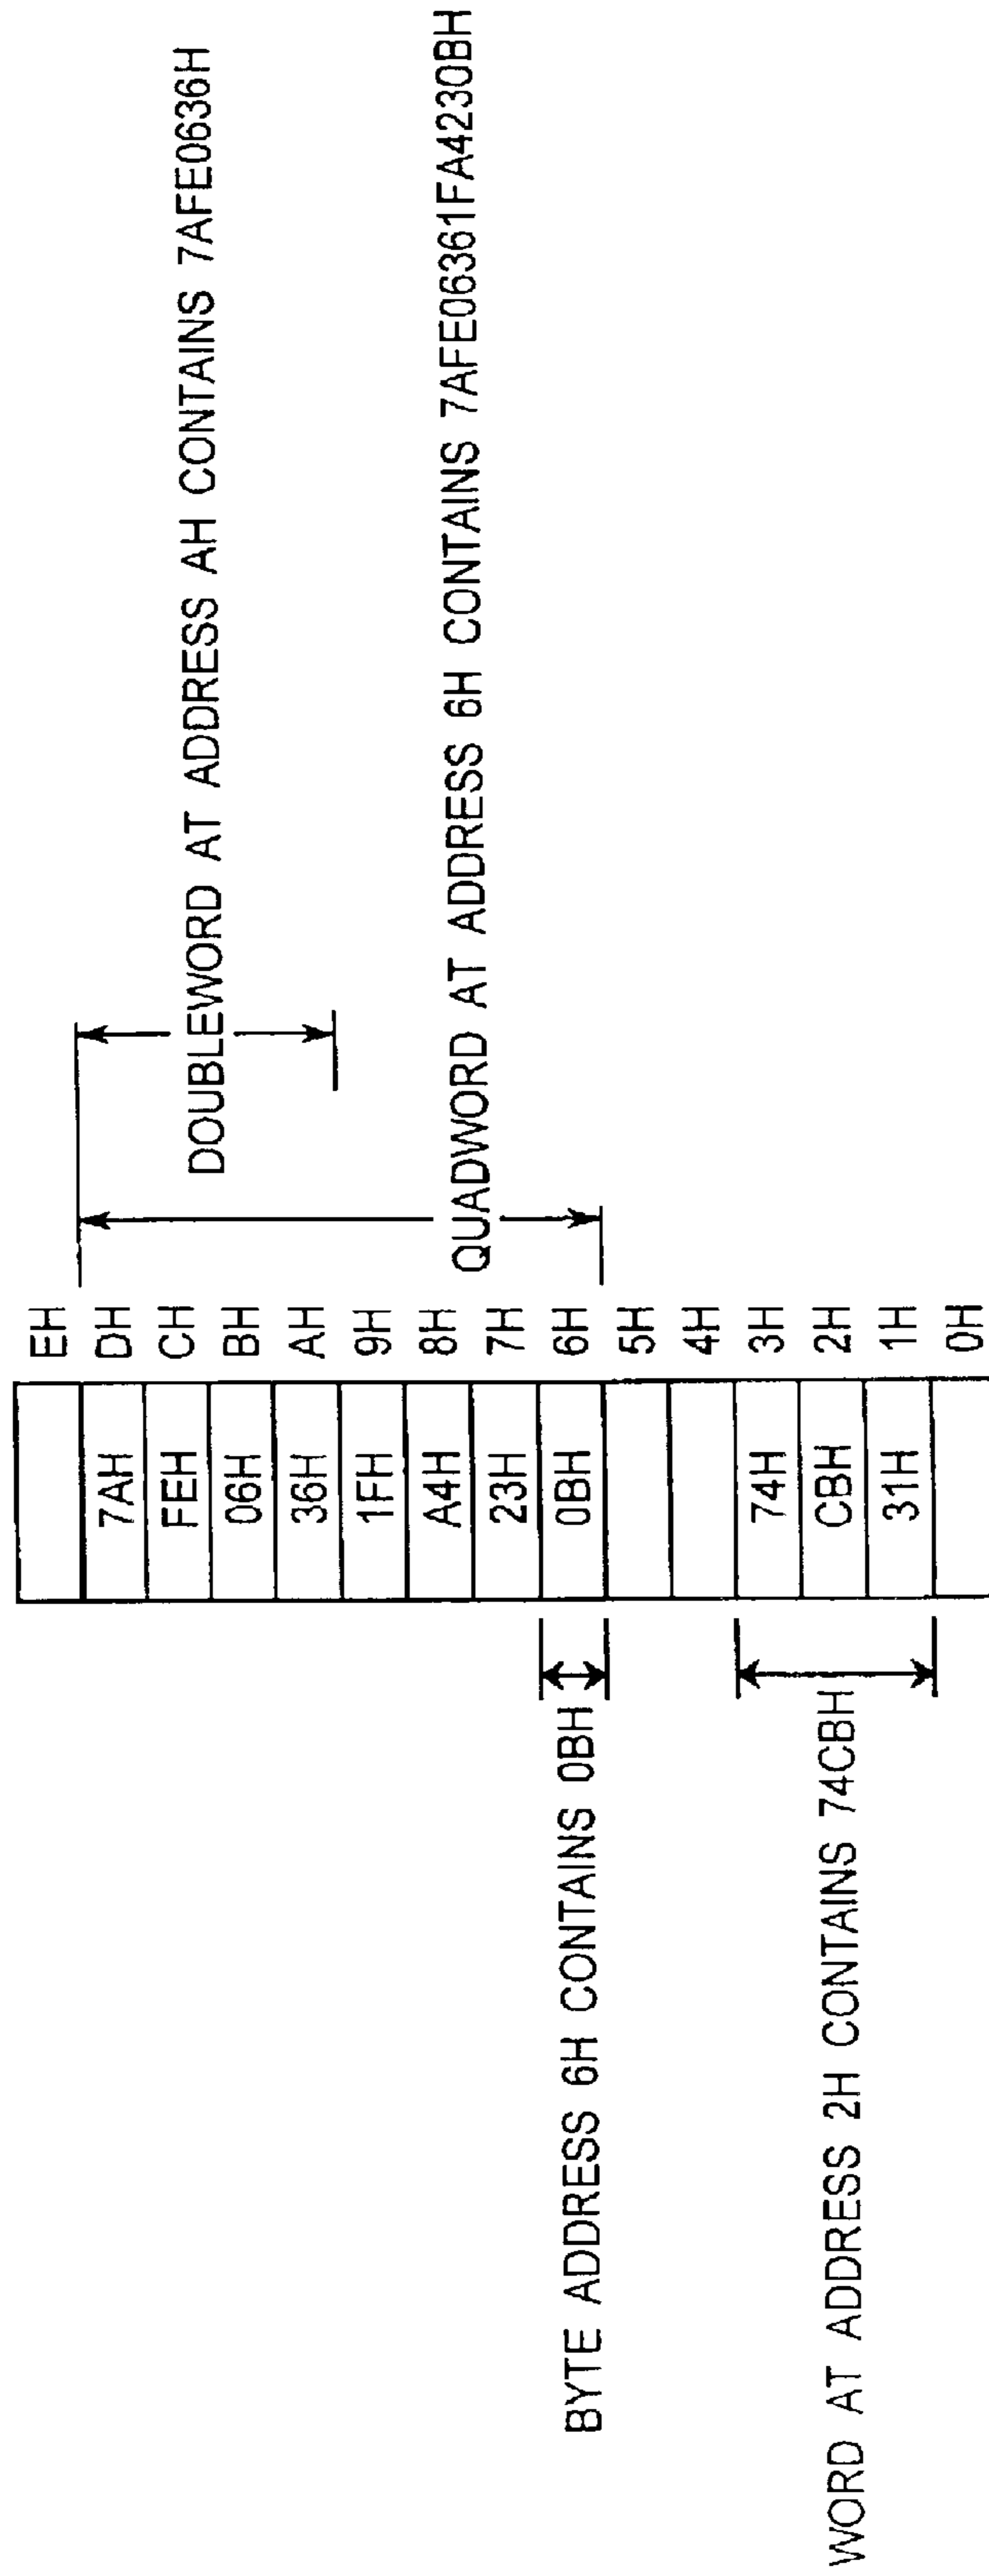 EH
7AH DH
FEH CH
06H BH
36H AH
1FH 9H
A4H 8H
23H 7H
0BH 6H
5H
4H
74H 3H
CBH 2H
31H 1H
0H
DOUBLEWORD AT ADDRESS AH CONTAINS 7AFE0636H
QUADWORD AT ADDRESS 6H CONTAINS 7AFE06361FA4230BH
BYTE ADDRESS 6H CONTAINS 0BH
WORD AT ADDRESS 2H CONTAINS 74CBH